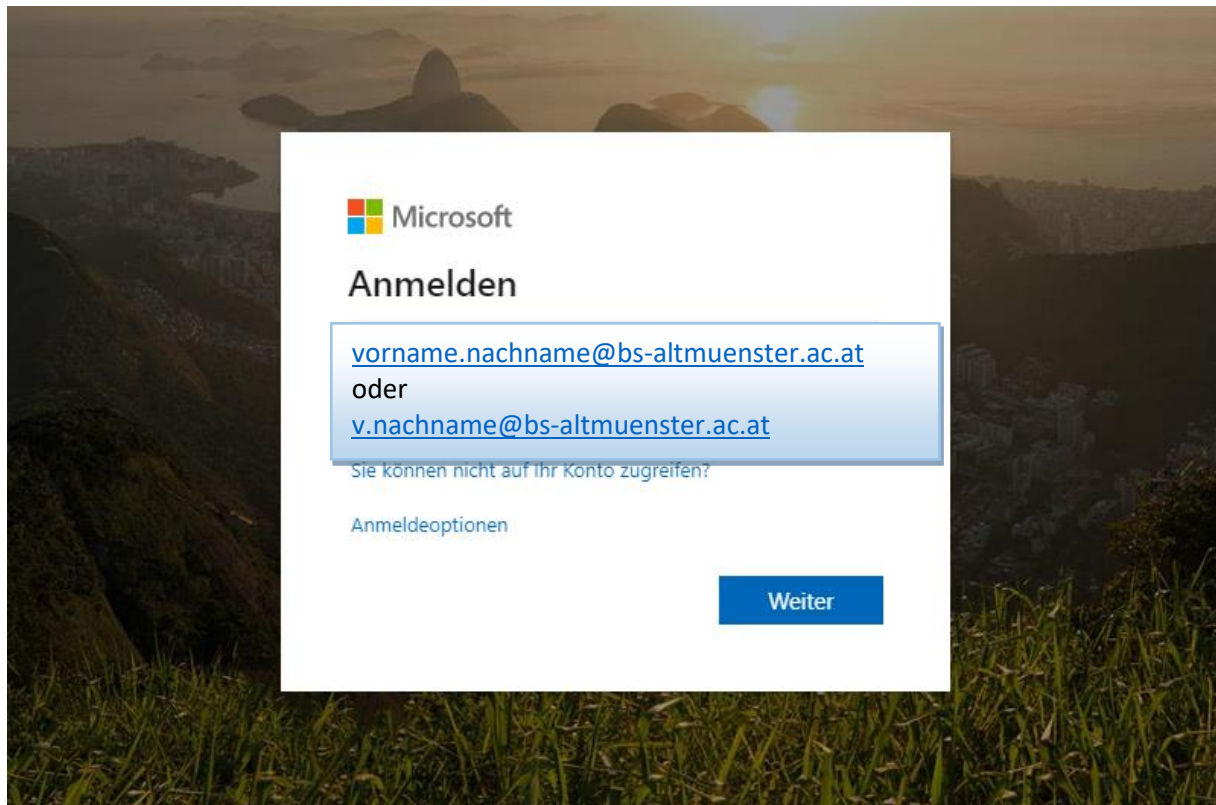 Microsoft
Anmelden
vorname.nachname@bs-altmuenster.ac.at
oder
v.nachname@bs-altmuenster.ac.at
Sie können nicht auf Ihr Konto zugreifen?
Anmeldeoptionen
Weiter